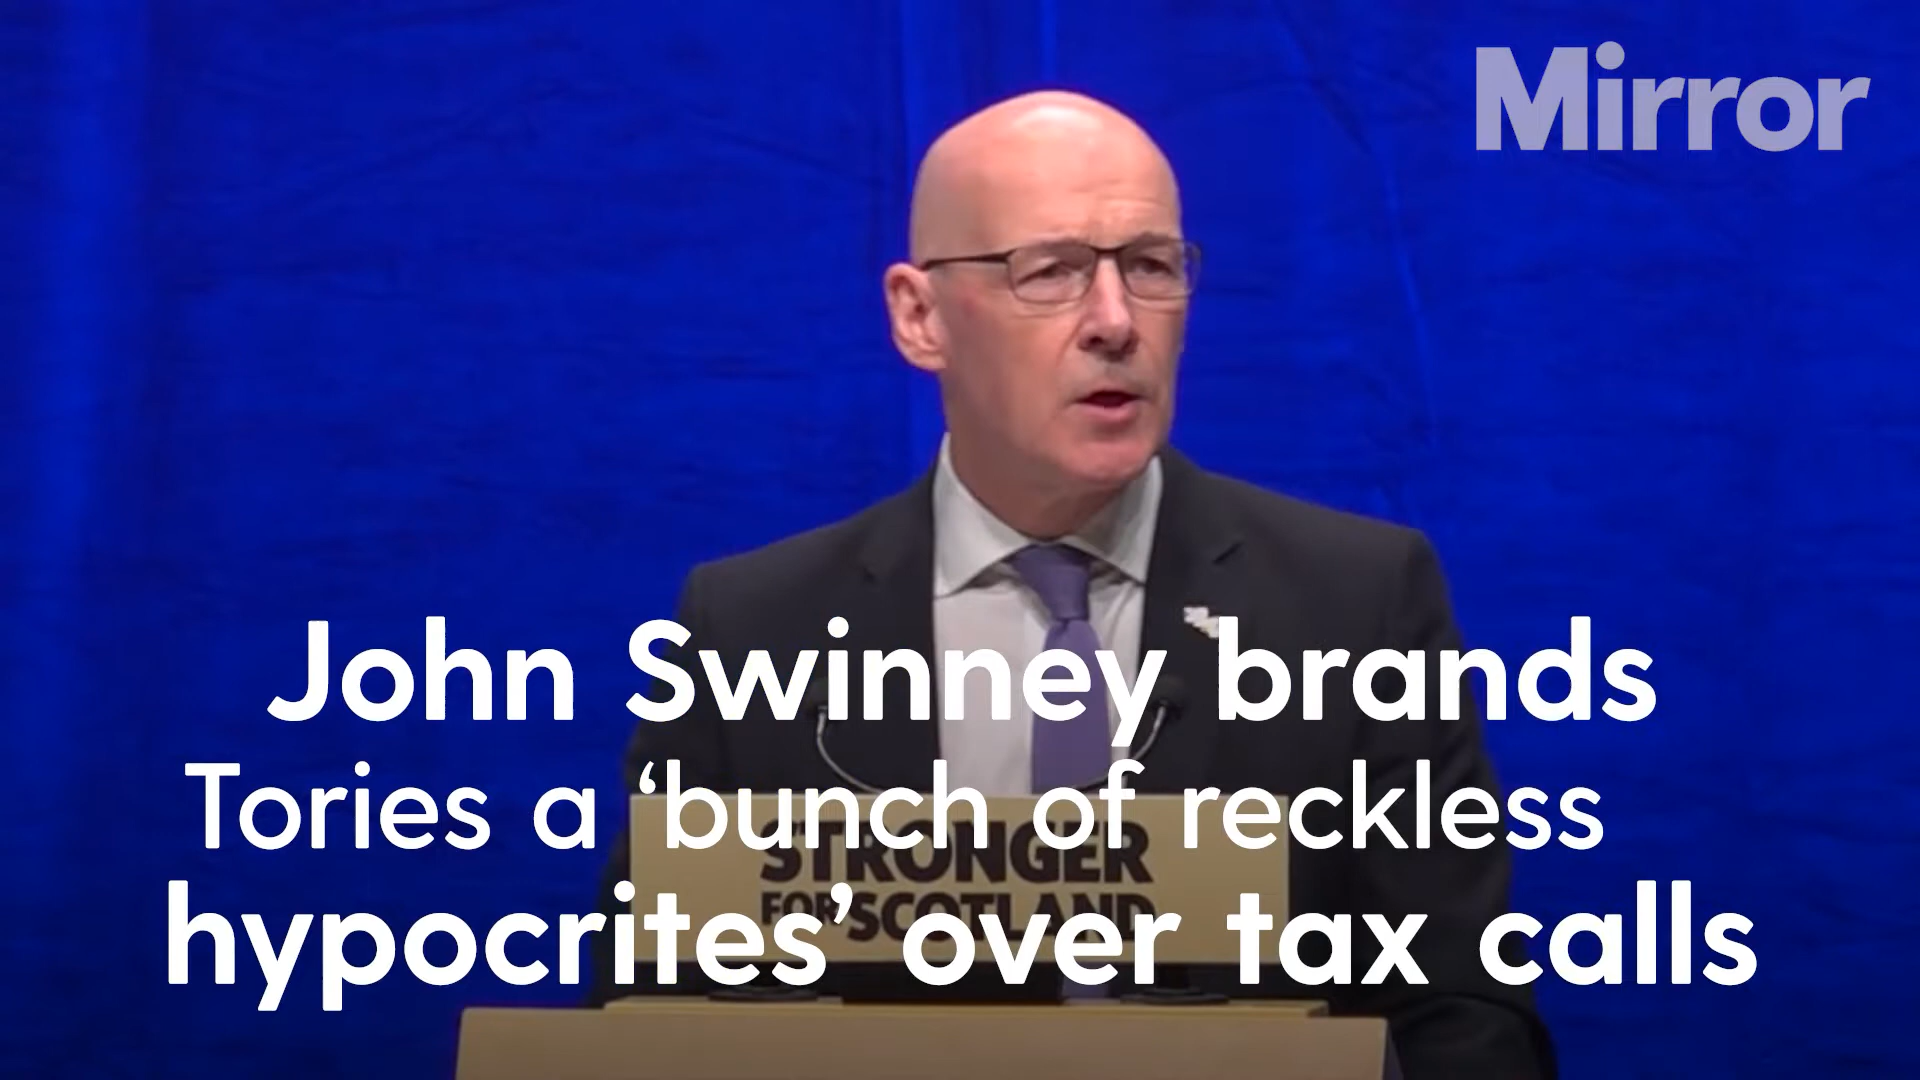 Mirror
John Swinney brands
Tories a ‘bunch of reckless
STRONGER
FOR SCOTLAND
hypocrites’ over tax calls